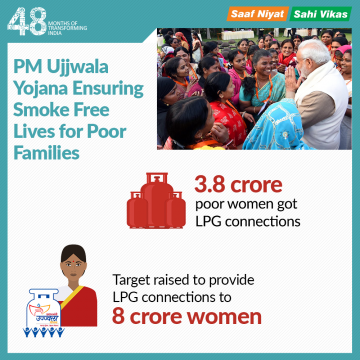 48 MONTHS OF
TRANSFORMING
INDIA
Saaf Niyat Sahi Vikas
PM Ujjwala
Yojana Ensuring
Smoke Free
Lives for Poor
Families
3.8 crore
poor women got
LPG connections
Target raised to provide
LPG connections to
8 crore women